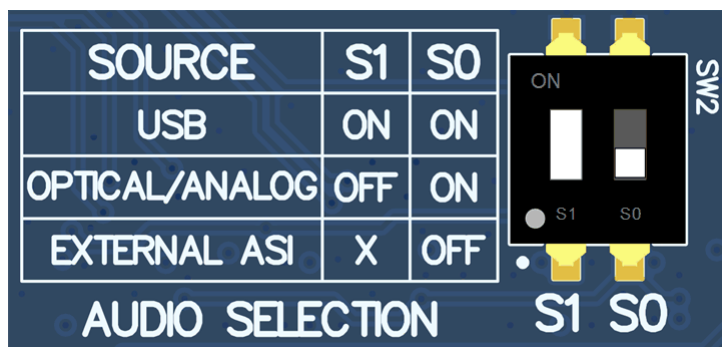 SOURCE S1 S0
USB ON ON
OPTICAL/ANALOG OFF ON
EXTERNAL ASI X OFF
AUDIO SELECTION
ON
S1 S0
S1 S0
SW2